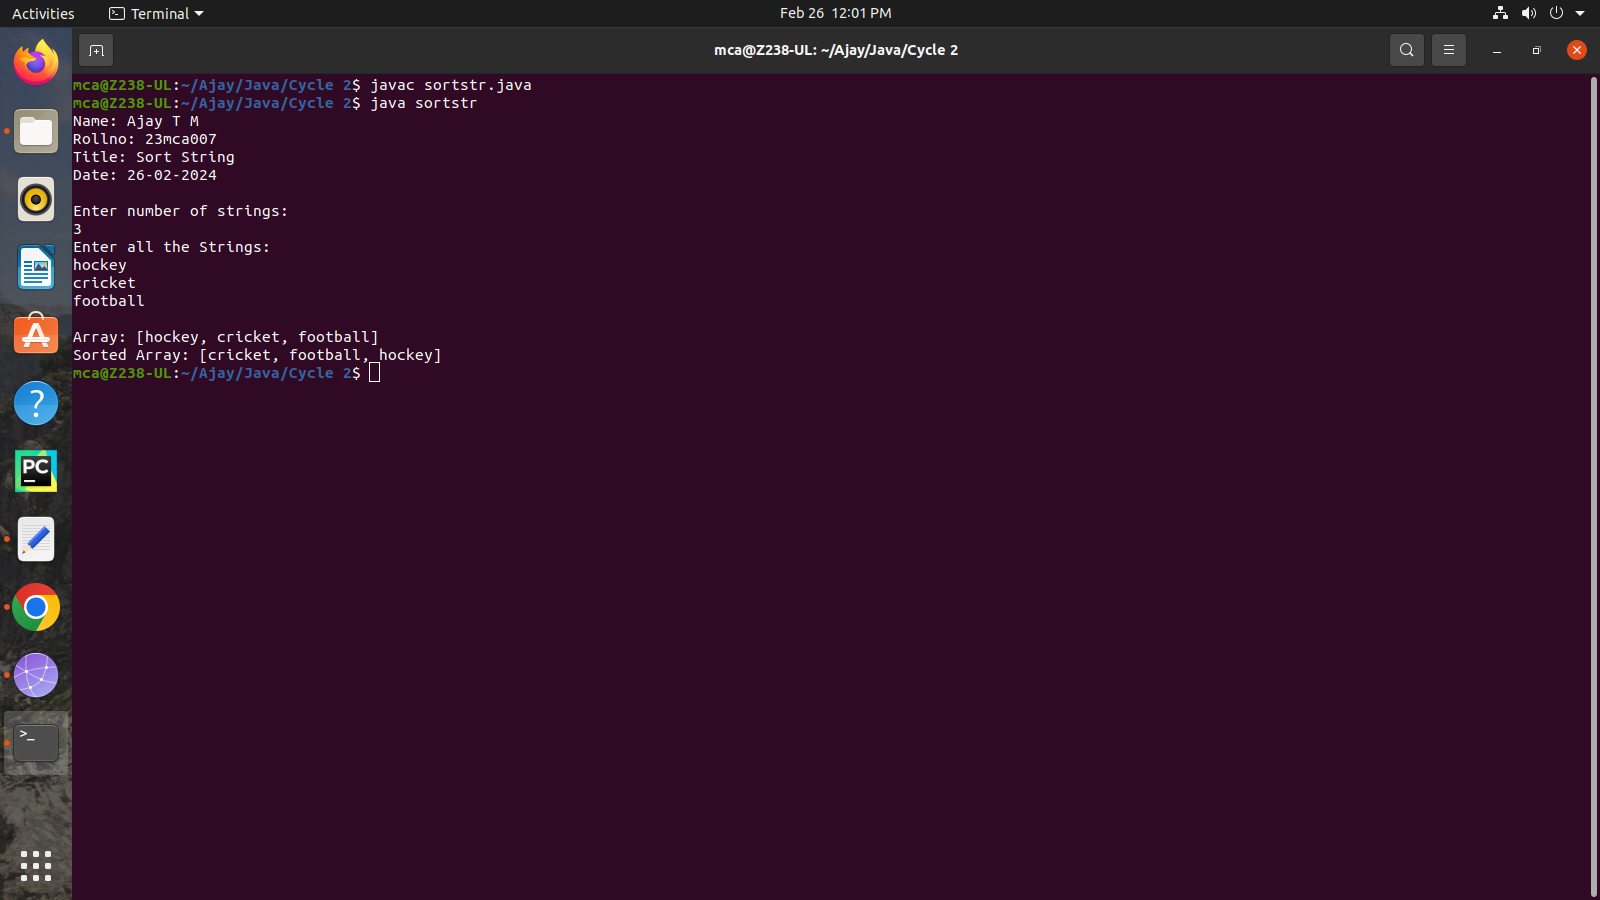 Activities Terminal Feb 26 12:01 PM
mca@Z238-UL: ~/Ajay/Java/Cycle 2
mca@Z238-UL:~/Ajay/Java/Cycle 2$ javac sortstr.java
mca@Z238-UL:~/Ajay/Java/Cycle 2$ java sortstr
Name: Ajay T M
Rollno: 23mca007
Title: Sort String
Date: 26-02-2024
Enter number of strings:
3
Enter all the Strings:
hockey
cricket
football
Array: [hockey, cricket, football]
Sorted Array: [cricket, football, hockey]
mca@Z238-UL:~/Ajay/Java/Cycle 2$
?
PC
>_